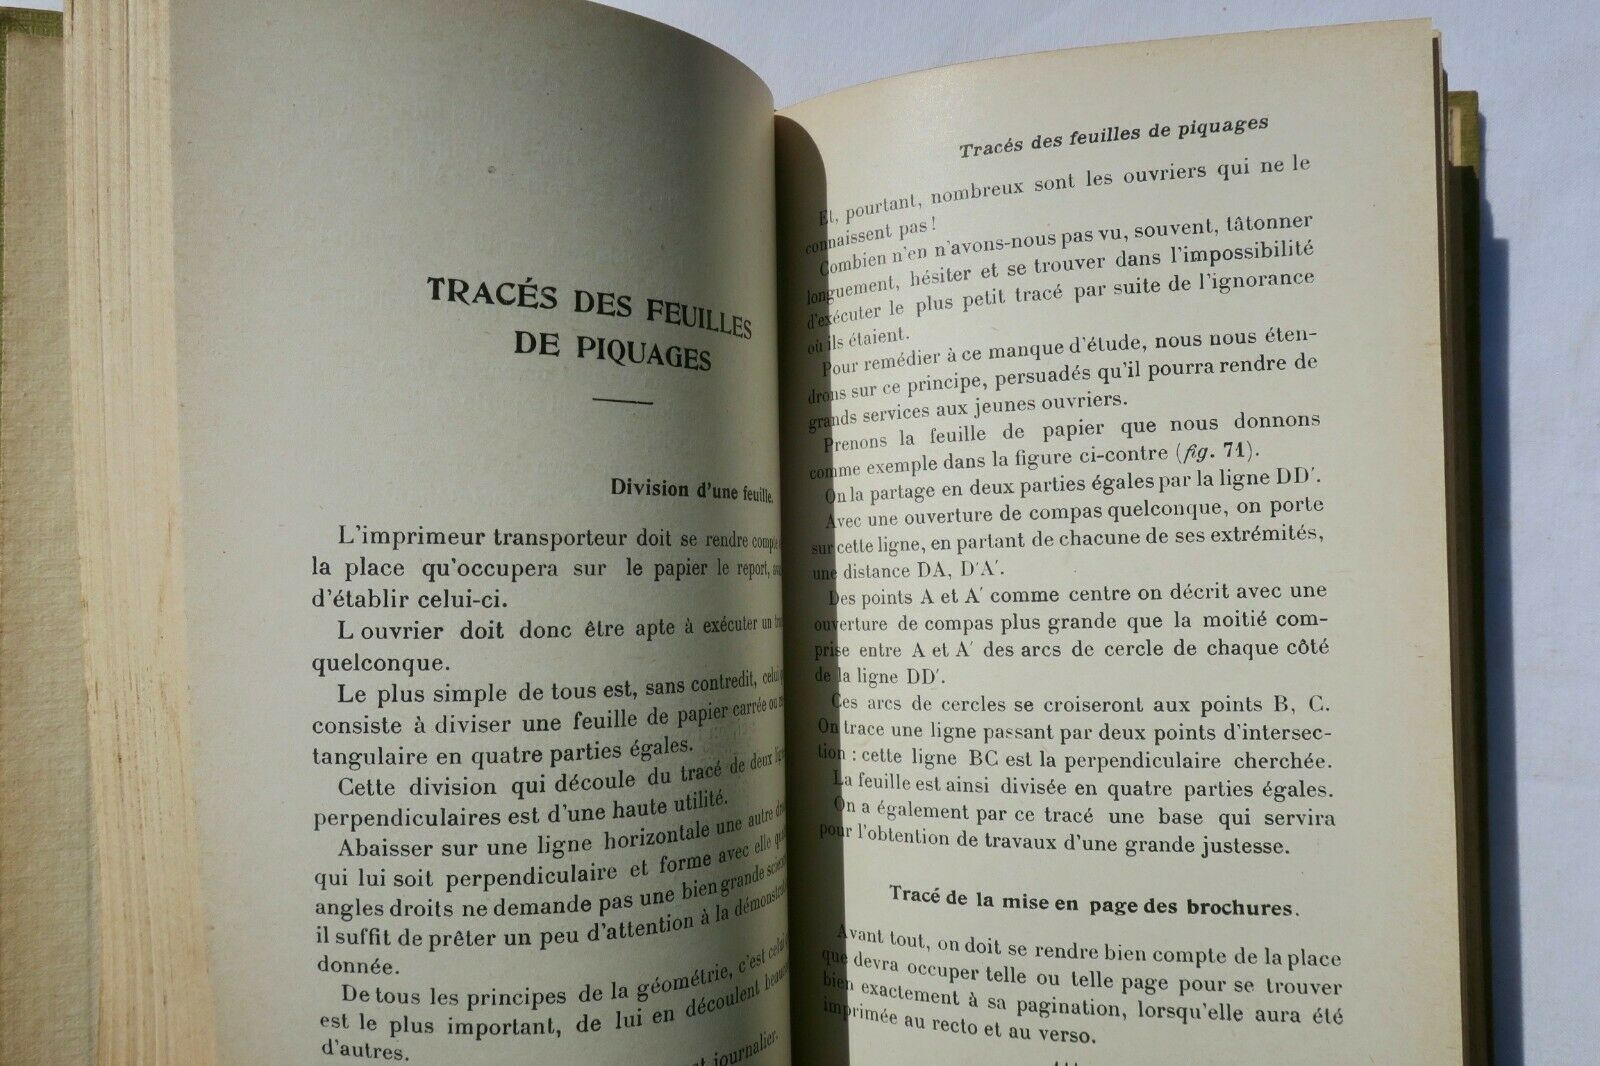 TRACÉS DES FEUILLES
DE PIQUAGES
Division d'une feuille.
L'imprimeur transporteur doit se rendre
la place qu'occupera sur le papier le report,
d'établir celui-ci.
L ouvrier doit donc être apte à exécuter un
quelconque.
Le plus simple de tous est, sans contredit,
consiste à diviser une feuille de papier carrée ou
tangulaire en quatre parties égales.
Cette division qui découle du tracé de deux
perpendiculaires est d'une haute utilité.
Abaisser sur une ligne horizontale une autre
qui lui soit perpendiculaire et forme avec elle
angles droits ne demande pas une bien grande
il suffit de prêter un peu d'attention à la
donnée.
De tous les principes de la géométrie, c'est celui
est le plus important, de lui en découlent
d'autres.
journalier.
Tracés des feuilles de piquages
Et, pourtant, nombreux sont les ouvriers qui ne le
connaissent pas!
Combien n'en n'avons-nous pas vu, souvent, tâtonner
longuement, hésiter et se trouver dans l'impossibilité
d'exécuter le plus petit tracé par suite de l'ignorance
où ils étaient.
Pour remédier à ce manque d'étude, nous nous éten-
drons sur ce principe, persuadés qu'il pourra rendre de
grands services aux jeunes ouvriers.
Prenons la feuille de papier que nous donnons
comme exemple dans la figure ci-contre (fig. 71).
On la partage en deux parties égales par la ligne DD'.
Avec une ouverture de compas quelconque, on porte
sur cette ligne, en partant de chacune de ses extrémités,
une distance DA, D'A'.
Des points A et A' comme centre on décrit avec une
ouverture de compas plus grande que la moitié com-
prise entre A et A' des arcs de cercle de chaque côté
de la ligne DD'.
Ces arcs de cercles se croiseront aux points B, C.
On trace une ligne passant par deux points d'intersec-
tion : cette ligne BC est la perpendiculaire cherchée.
La feuille est ainsi divisée en quatre parties égales.
On a également par ce tracé une base qui servira
pour l'obtention de travaux d'une grande justesse.
Tracé de la mise en page des brochures.
Avant tout, on doit se rendre bien compte de la place
que devra occuper telle ou telle page pour se trouver
bien exactement à sa pagination, lorsqu'elle aura été
imprimée au recto et au verso.